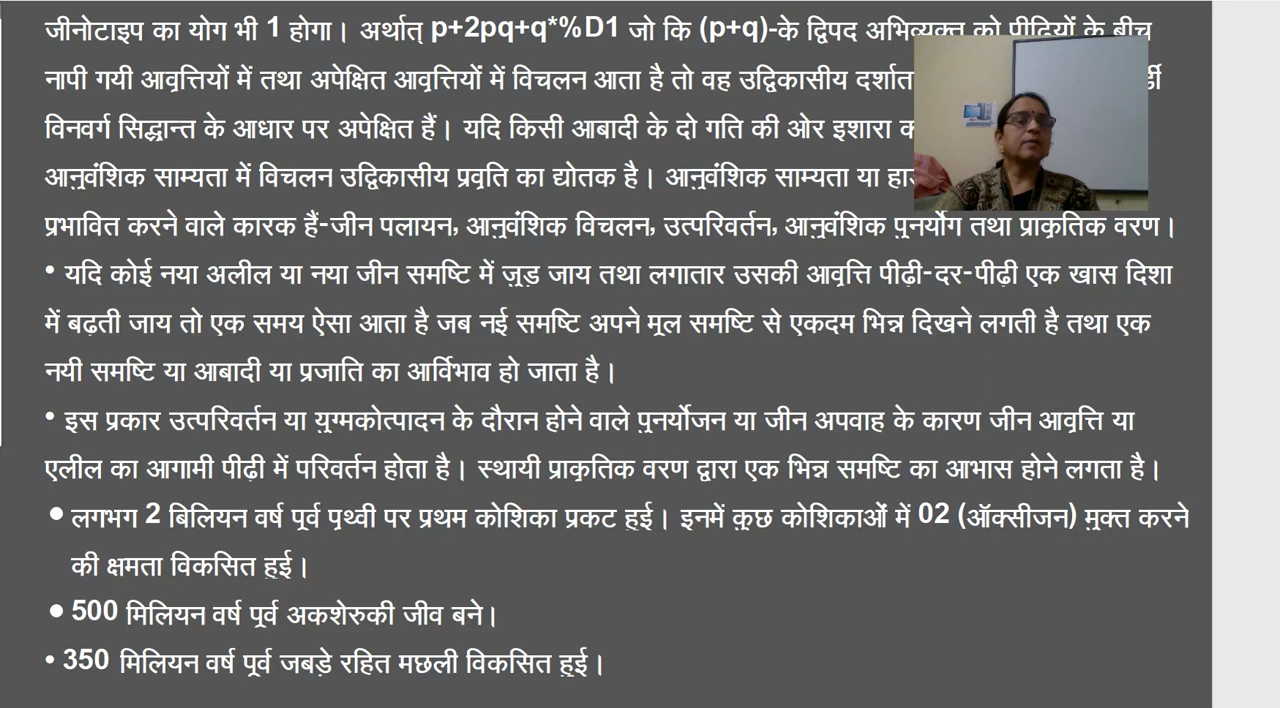 जीनोटाइप का योग भी 1 होगा। अर्थात् p+2pq+q*%D1 जो कि (p+q)-के द्विपद अभिव्यक्त को पीढ़ियों के बीच
नापी गयी आवृत्तियों में तथा अपेक्षित आवृत्तियों में विचलन आता है तो वह उद्विकासीय दर्शात
विनवर्ग सिद्धान्त के आधार पर अपेक्षित हैं। यदि किसी आबादी के दो गति की ओर इशारा
आनुवंशिक साम्यता में विचलन उद्विकासीय प्रवृति का द्योतक है। आनुवंशिक साम्यता या
प्रभावित करने वाले कारक हैं-जीन पलायन, आनुवंशिक विचलन, उत्परिवर्तन, आनुवंशिक पुनर्योग तथा प्राकृतिक वरण।
• यदि कोई नया अलील या नया जीन समष्टि में जुड़ जाय तथा लगातार उसकी आवृत्ति पीढ़ी-दर-पीढ़ी एक खास दिशा
में बढ़ती जाय तो एक समय ऐसा आता है जब नई समष्टि अपने मूल समष्टि से एकदम भिन्न दिखने लगती है तथा एक
नयी समष्टि या आबादी या प्रजाति का आर्विभाव हो जाता है।
• इस प्रकार उत्परिवर्तन या युग्मकोत्पादन के दौरान होने वाले पुनर्योजन या जीन अपवाह के कारण जीन आवृत्ति या
एलील का आगामी पीढ़ी में परिवर्तन होता है। स्थायी प्राकृतिक वरण द्वारा एक भिन्न समष्टि का आभास होने लगता है।
• लगभग 2 बिलियन वर्ष पूर्व पृथ्वी पर प्रथम कोशिका प्रकट हुई। इनमें कुछ कोशिकाओं में 02 (ऑक्सीजन) मुक्त करने
की क्षमता विकसित हुई।
• 500 मिलियन वर्ष पूर्व अकशेरुकी जीव बने।
• 350 मिलियन वर्ष पूर्व जबड़े रहित मछली विकसित हुई।